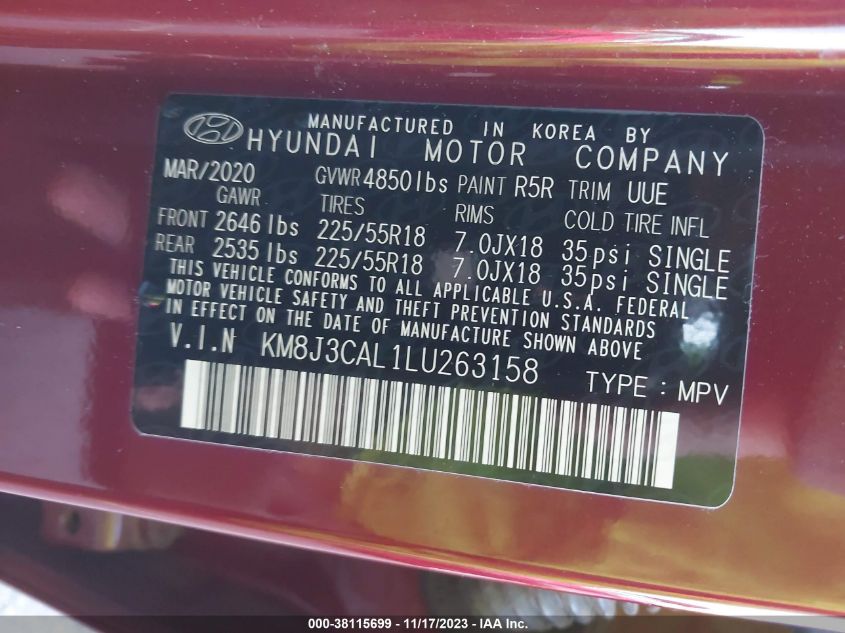 MANUFACTURED IN KOREA BY
HYUNDAI MOTOR COMPANY
MAR/2020 GVWR 4850 lbs PAINT R5R TRIM UUE
GAWR TIRES RIMS COLD TIRE INFL
FRONT 2646 lbs 225/55R18 7.0JX18 35psi SINGLE
REAR 2535 lbs 225/55R18 7.0JX18 35psi SINGLE
THIS VEHICLE CONFORMS TO ALL APPLICABLE U.S.A. FEDERAL
MOTOR VEHICLE SAFETY AND THEFT PREVENTION STANDARDS
IN EFFECT ON THE DATE OF MANUFACTURE SHOWN ABOVE
V.I.N KM8J3CAL1LU263158 TYPE : MPV
000-38115699 - 11/17/2023 - IAA Inc.